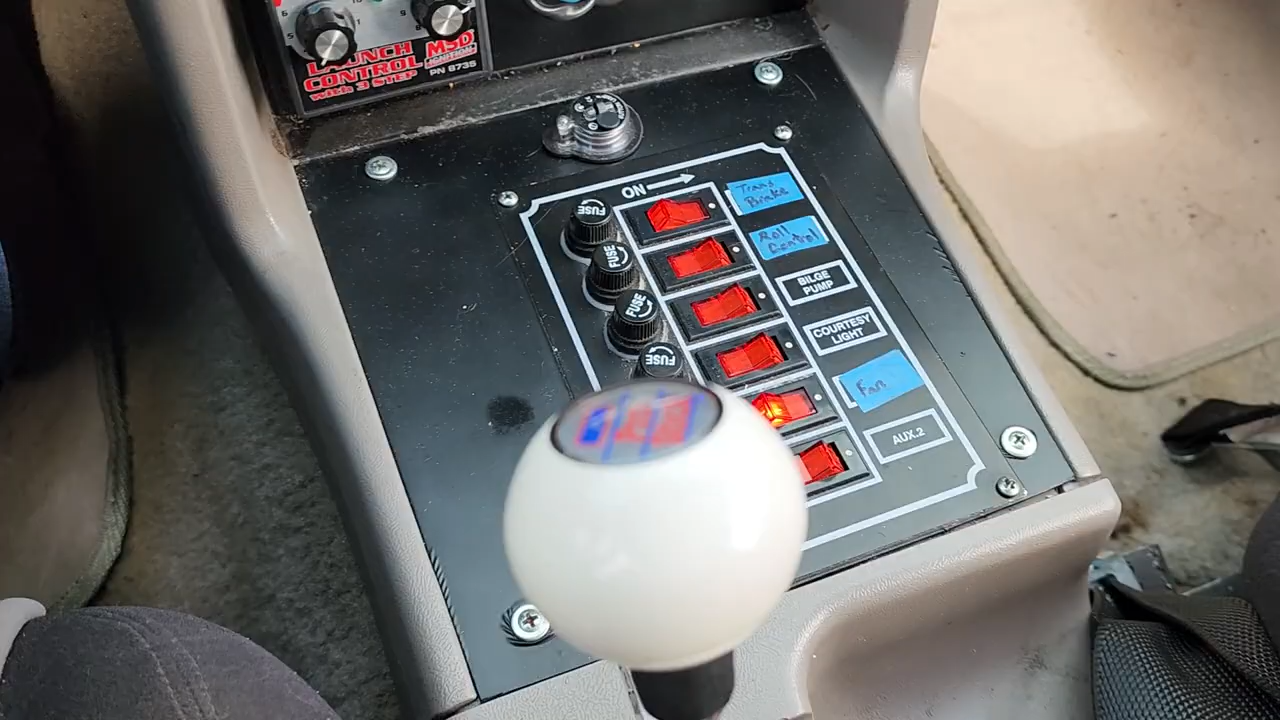 LAUNCH
CONTROL
with 3 STEP
MSD
IGNITION
PN 8735
ON
FUSE
FUSE
FUSE
FUSE
Trans
Brake
Roll
Control
BILGE
PUMP
COURTESY
LIGHT
Fan
AUX.2